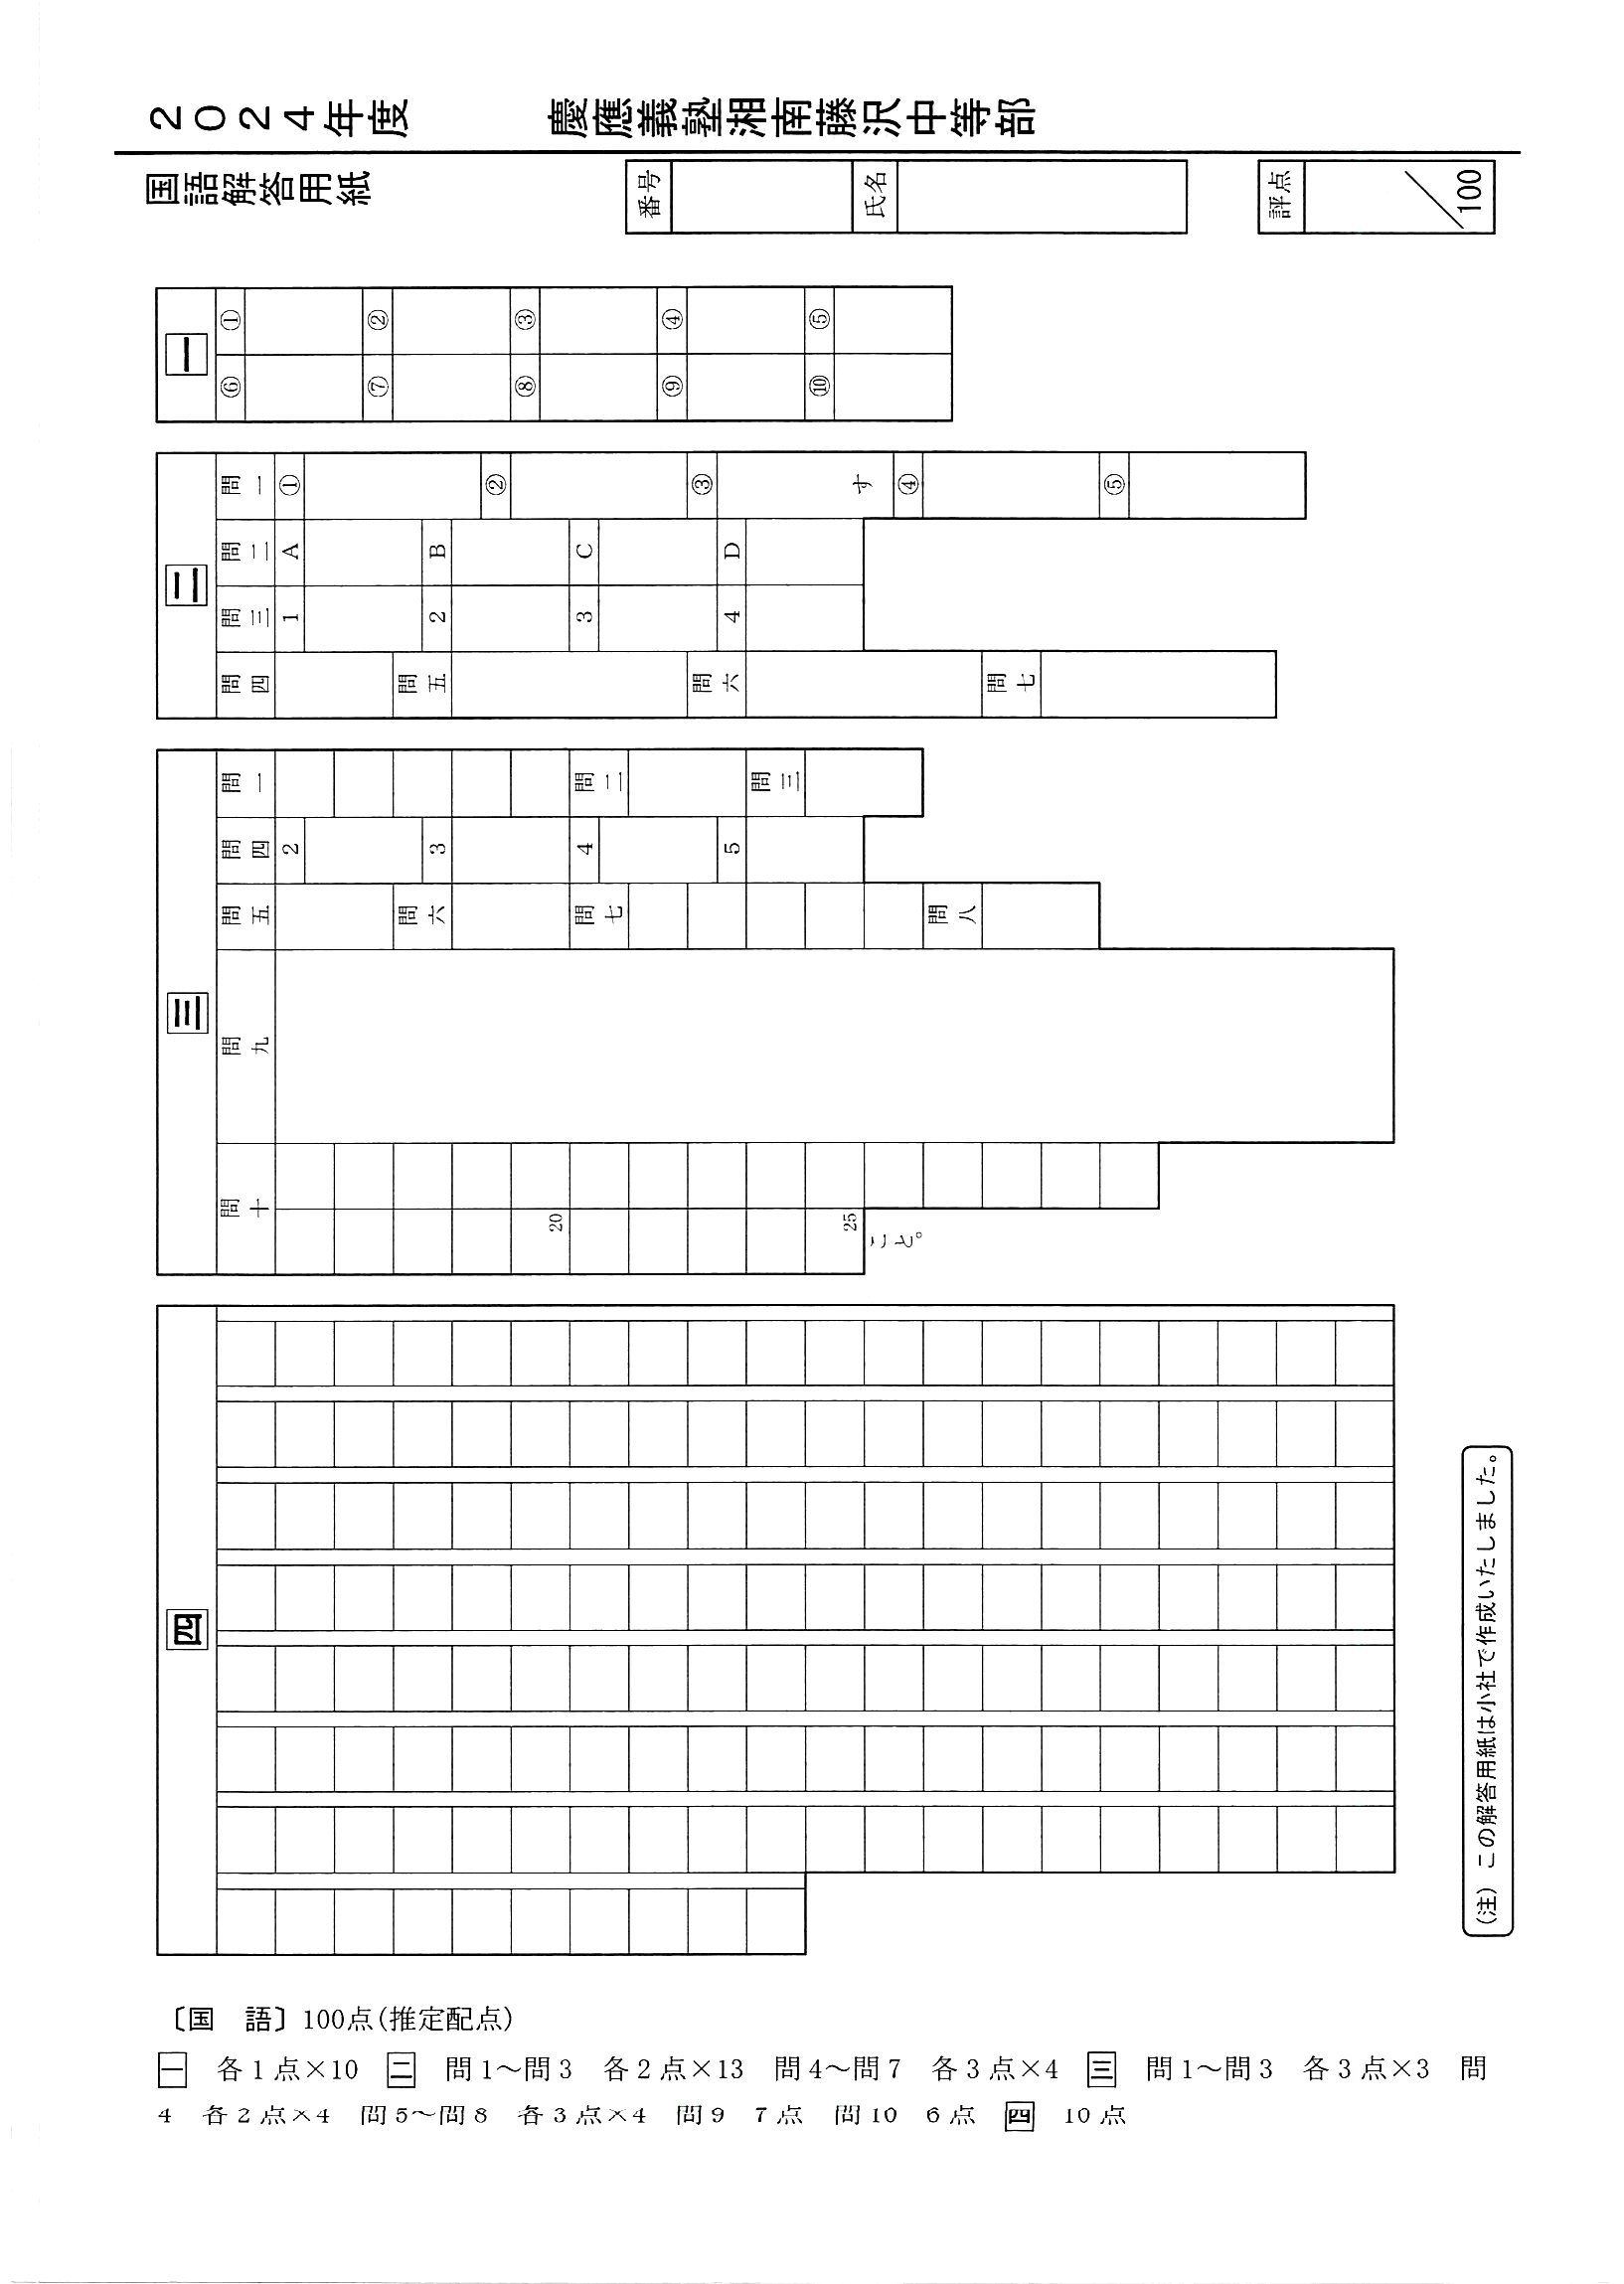 ２０２４年度　慶應義塾湘南藤沢中等部
国語解答用紙
番号
氏名
評点
／100
一
① ② ③ ④ ⑤
⑥ ⑦ ⑧ ⑨ ⑩
二
問一 ① ② ③ す ④ ⑤
問二 A B C D
問三 1 2 3 4
問四 問五 問六 問七
三
問一 問二 問三
問四 2 3 4 5
問五 問六 問七 問八
問九
問十
20 25 こと。
四
(注) この解答用紙は小社で作成いたしました。
〔国　語〕100点(推定配点)
一　各1点×10　二　問1～問3　各2点×13　問4～問7　各3点×4　三　問1～問3　各3点×3　問
4　各2点×4　問5～問8　各3点×4　問9　7点　問10　6点　四　10点